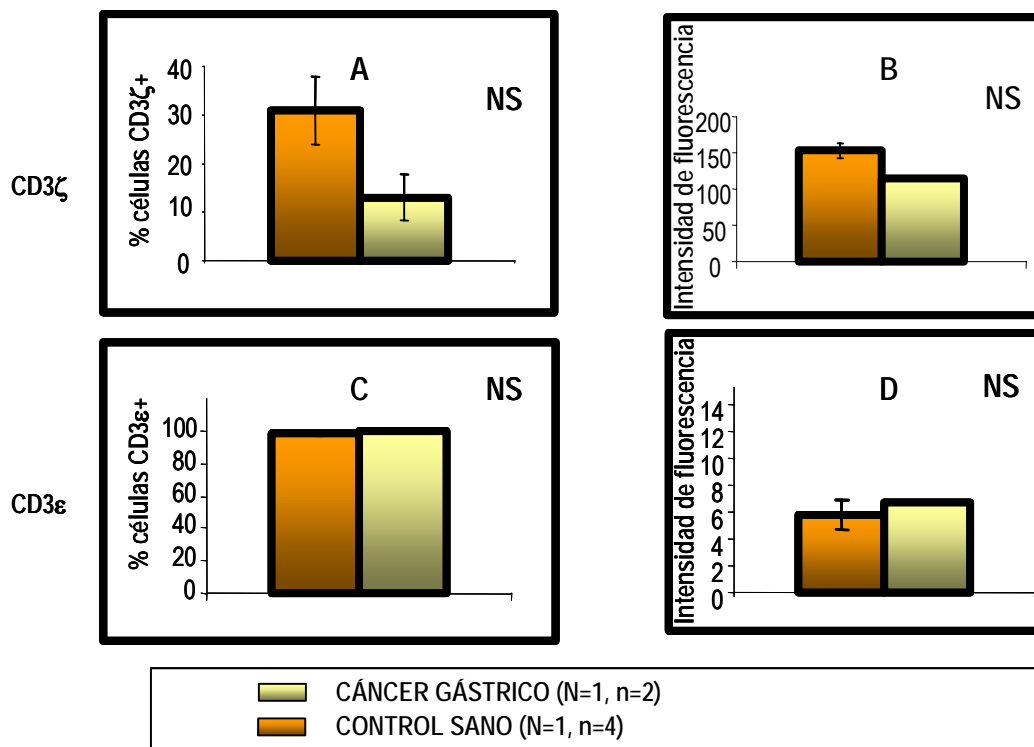 A
NS
% células CD3ζ+
40
30
20
10
0
CD3ζ
B
NS
Intensidad de fluorescencia
200
150
100
50
0
C
NS
% células CD3ε+
100
80
60
40
20
0
CD3ε
D
NS
Intensidad de fluorescencia
14
12
10
8
6
4
2
0
CÁNCER GÁSTRICO (N=1, n=2)
CONTROL SANO (N=1, n=4)